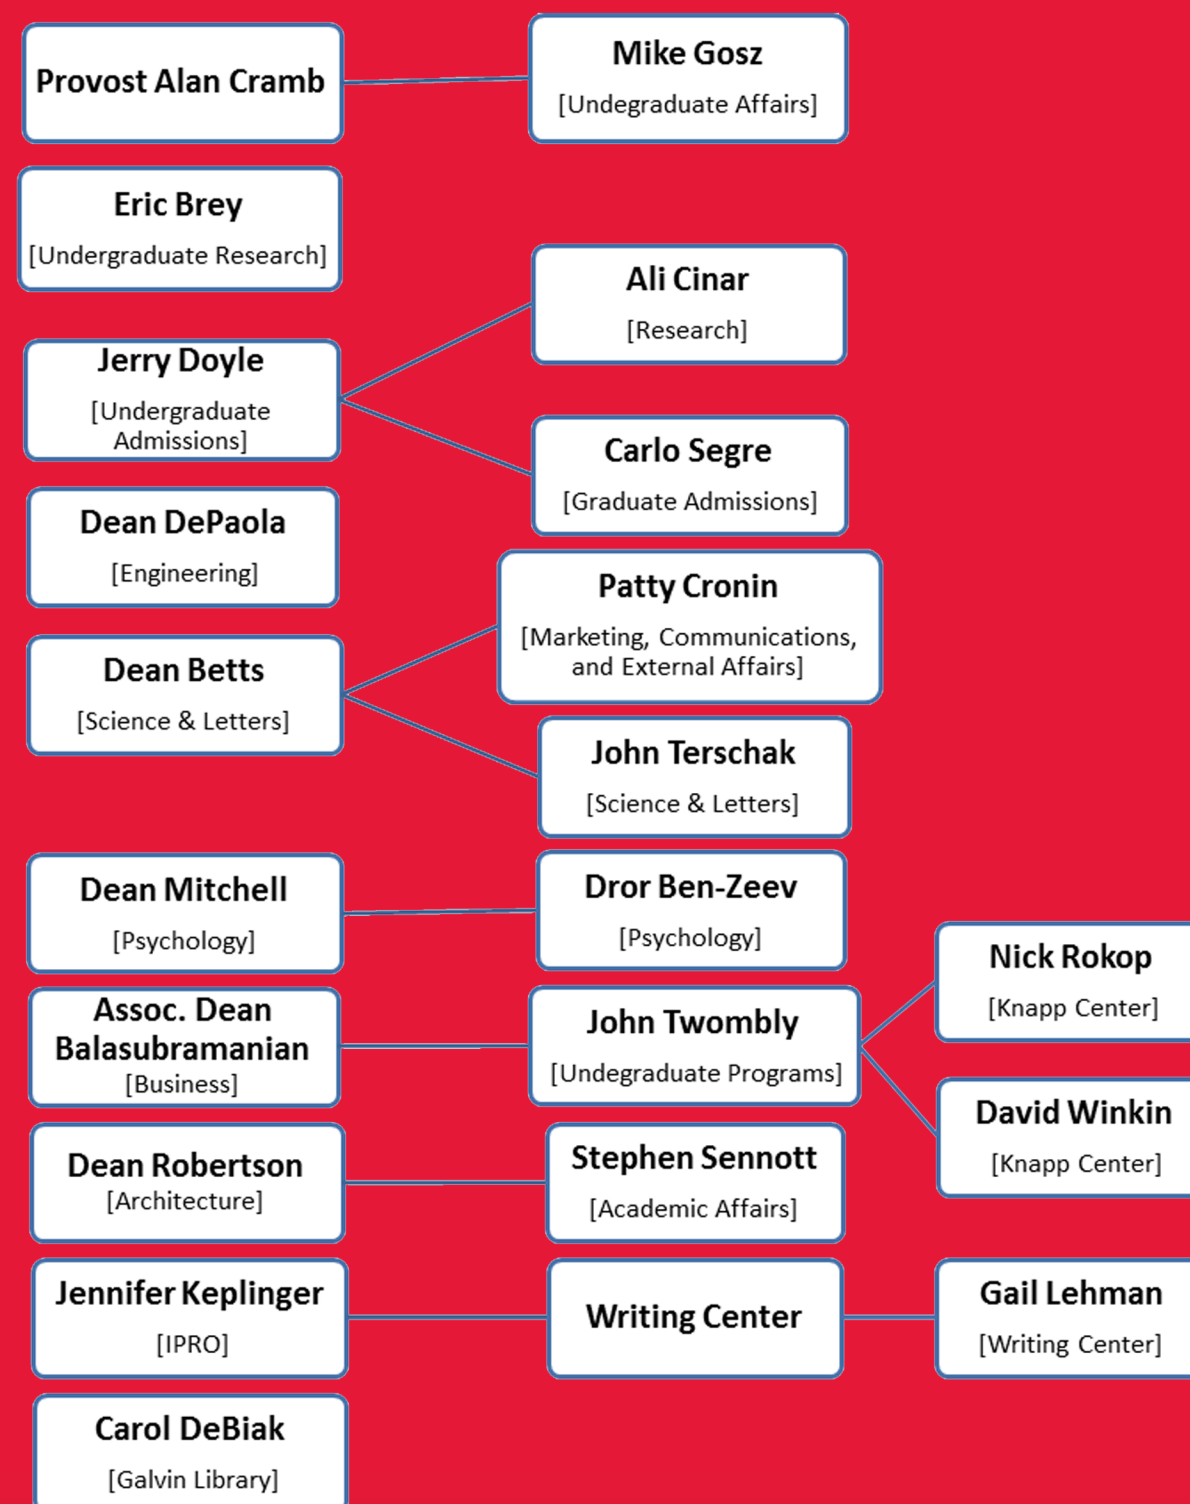 Provost Alan Cramb
Mike Gosz
[Undegraduate Affairs]
Eric Brey
[Undergraduate Research]
Ali Cinar
[Research]
Jerry Doyle
[Undergraduate
Admissions]
Carlo Segre
[Graduate Admissions]
Dean DePaola
[Engineering]
Patty Cronin
[Marketing, Communications,
and External Affairs]
Dean Betts
[Science & Letters]
John Terschak
[Science & Letters]
Dean Mitchell
[Psychology]
Dror Ben-Zeev
[Psychology]
Nick Rokop
[Knapp Center]
Assoc. Dean
Balasubramanian
[Business]
John Twombly
[Undegraduate Programs]
David Winkin
[Knapp Center]
Dean Robertson
[Architecture]
Stephen Sennott
[Academic Affairs]
Jennifer Keplinger
[IPRO]
Writing Center
Gail Lehman
[Writing Center]
Carol DeBiak
[Galvin Library]